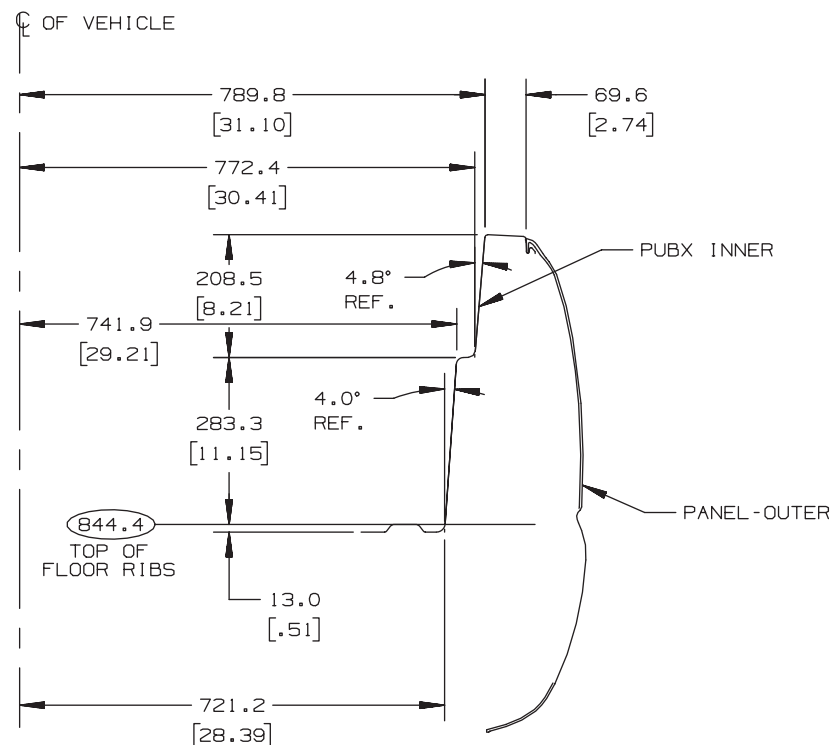 ℄ OF VEHICLE
789.8
[31.10]
69.6
[2.74]
772.4
[30.41]
PUBX INNER
208.5
[8.21]
4.8°
REF.
741.9
[29.21]
4.0°
REF.
283.3
[11.15]
844.4
TOP OF
FLOOR RIBS
PANEL-OUTER
13.0
[.51]
721.2
[28.39]